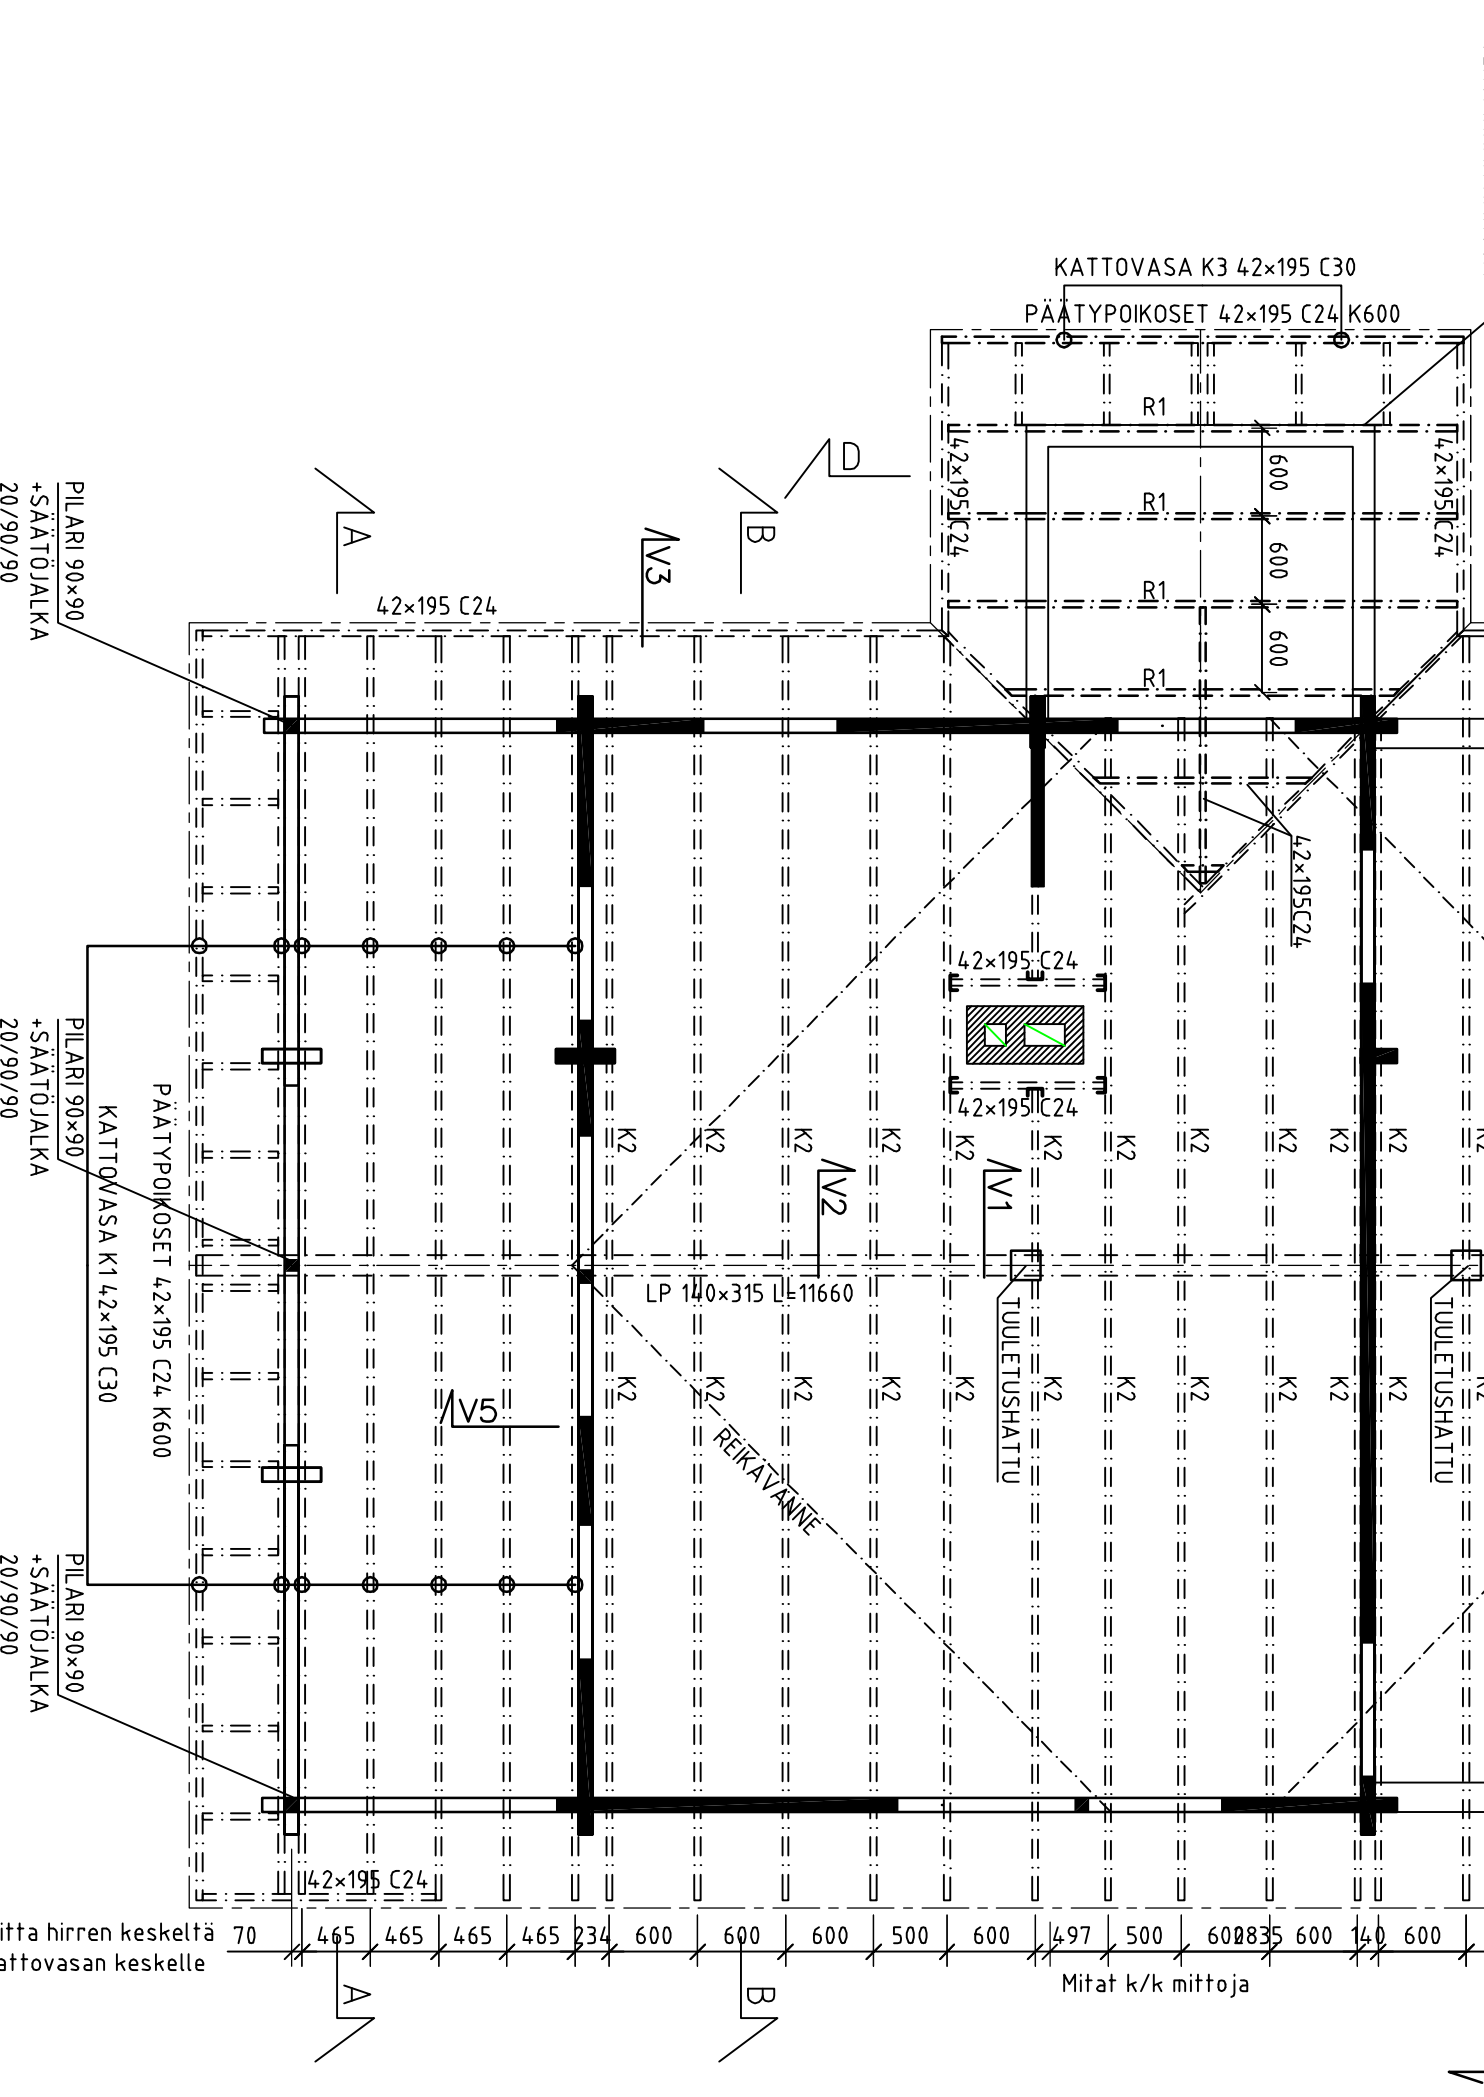 KATTOVASA K3 42×195 C30
PÄÄTYPOIKOSET 42×195 C24 K600
R1
600
42×195C24
42×195C24
R1
600
R1
600
R1
D
A
B
V3
42×195 C24
PILARI 90×90
+SÄÄTÖJALKA
20/90/90
42×195C24
42×195 C24
42×195 C24
PILARI 90×90
+SÄÄTÖJALKA
20/90/90
KATTOVASA K1 42×195 C30
PÄÄTYPOIKOSET 42×195 C24 K600
K2
K2
K2
K2
K2
K2
K2
K2
K2
K2
K2
K2
V2
V1
LP 140×315 L=11660
TUULETUSHATTU
TUULETUSHATTU
K2
K2
K2
K2
K2
K2
K2
K2
K2
K2
K2
K2
V5
REIKÄVANNE
PILARI 90×90
+SÄÄTÖJALKA
20/90/90
42×195 C24
itta hirren keskeltä
attovasan keskelle
70 465 465 465 465 234 600 600 600 500 600 497 500 600 2835 600 140 600
Mitat k/k mittoja
A
B